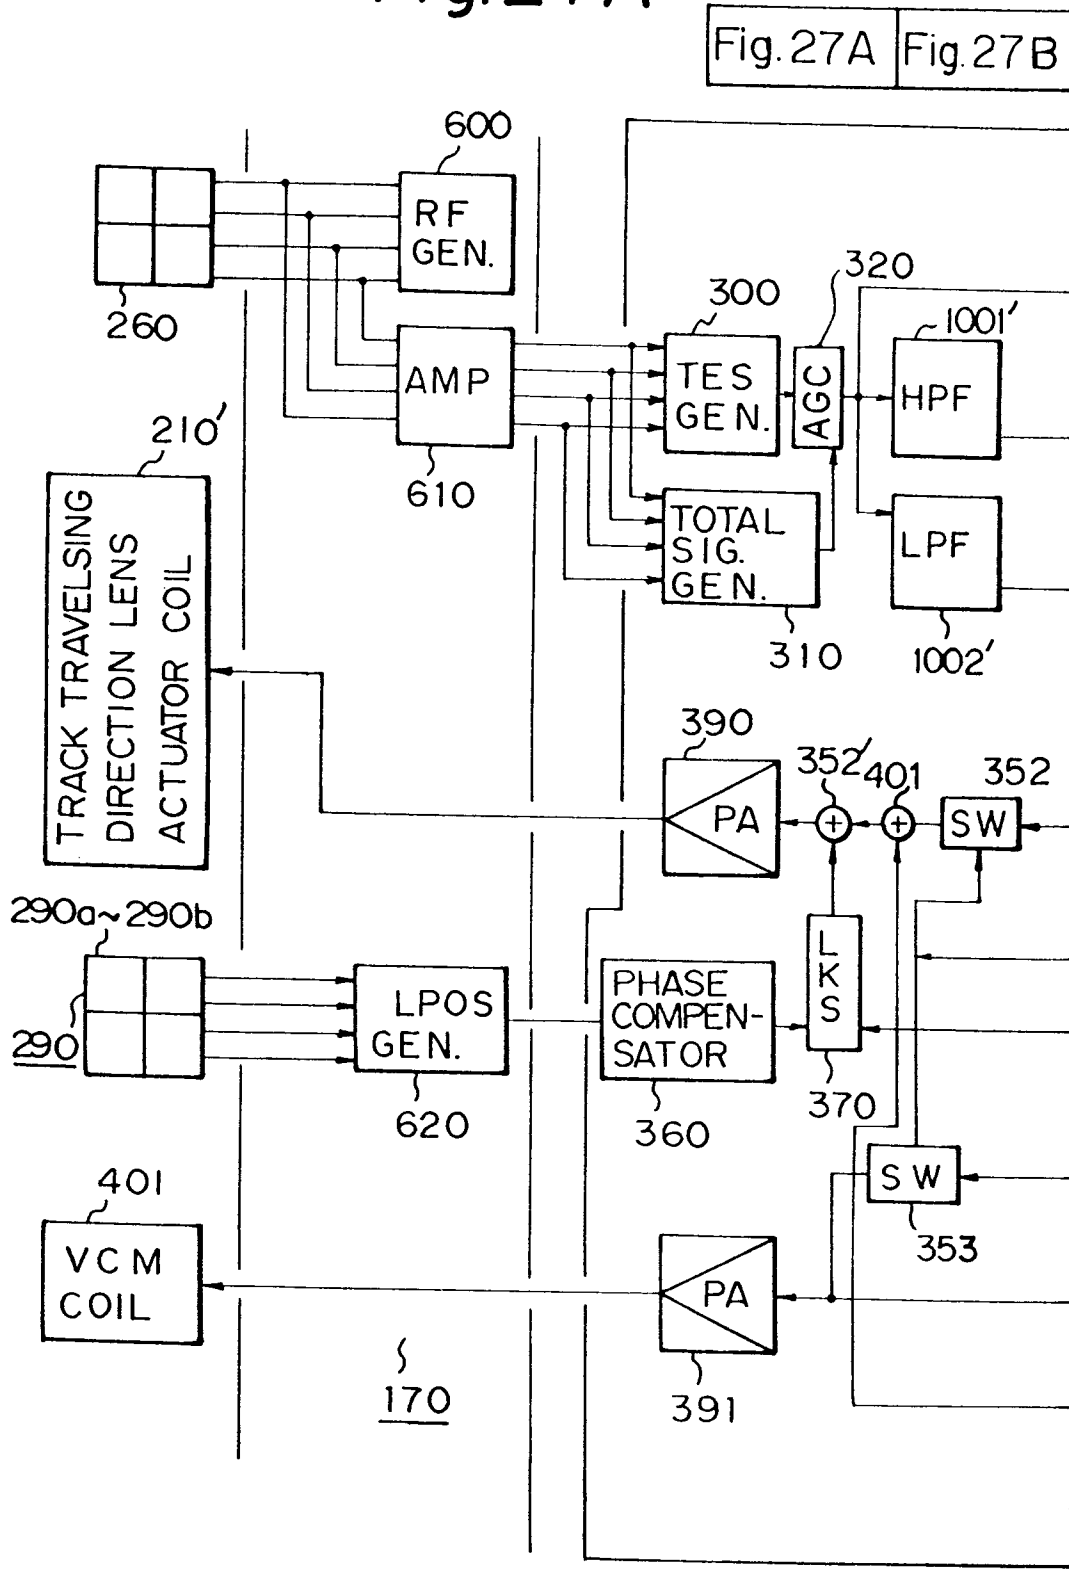 Fig. 27A
Fig. 27A Fig. 27B
600
RF
GEN.
260
320
300
1001'
TES
GEN.
AGC
HPF
AMP
610
210'
TRACK TRAVELSING
DIRECTION LENS
ACTUATOR COIL
TOTAL
SIG.
GEN.
LPF
310
1002'
390
352'
401
352
PA
+
+
SW
290a~290b
290
LPOS
GEN.
620
PHASE
COMPEN-
SATOR
360
LKS
370
401
VCM
COIL
SW
353
PA
391
170